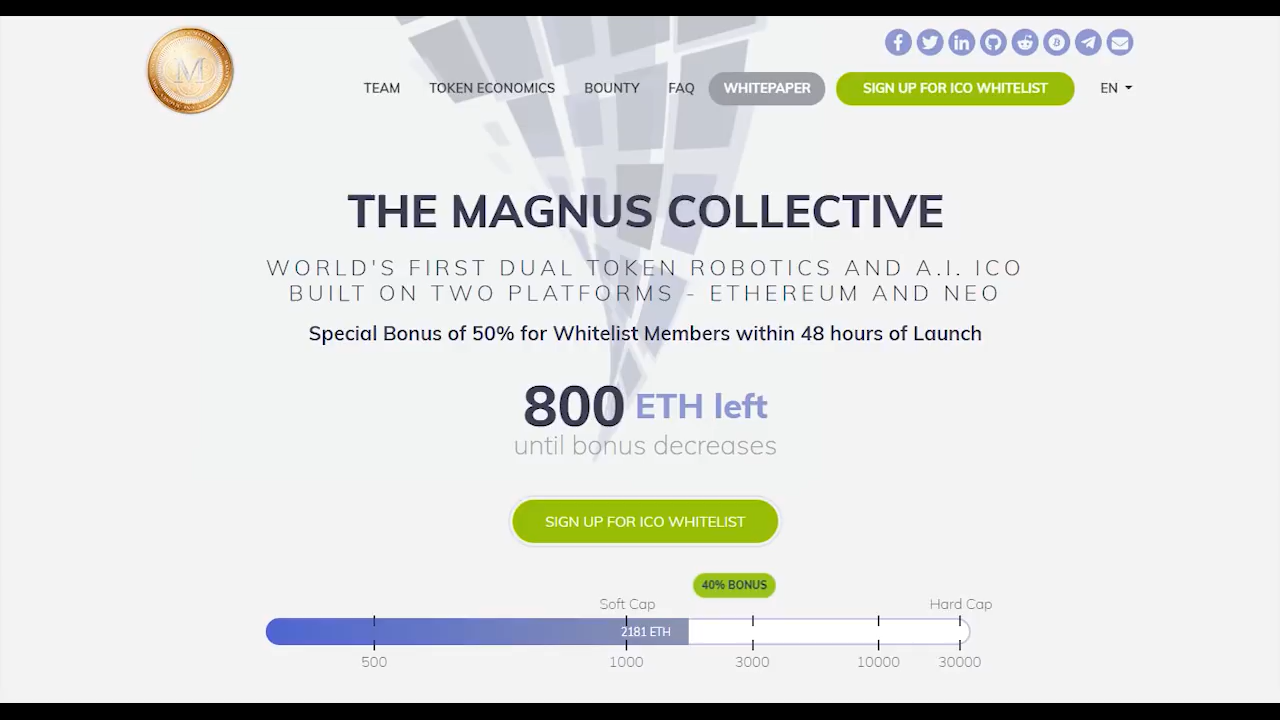 M
TEAM TOKEN ECONOMICS BOUNTY FAQ WHITEPAPER SIGN UP FOR ICO WHITELIST EN
THE MAGNUS COLLECTIVE
WORLD'S FIRST DUAL TOKEN ROBOTICS AND A.I. ICO
BUILT ON TWO PLATFORMS - ETHEREUM AND NEO
Special Bonus of 50% for Whitelist Members within 48 hours of Launch
800 ETH left
until bonus decreases
SIGN UP FOR ICO WHITELIST
40% BONUS
Soft Cap Hard Cap
2181 ETH
500 1000 3000 10000 30000